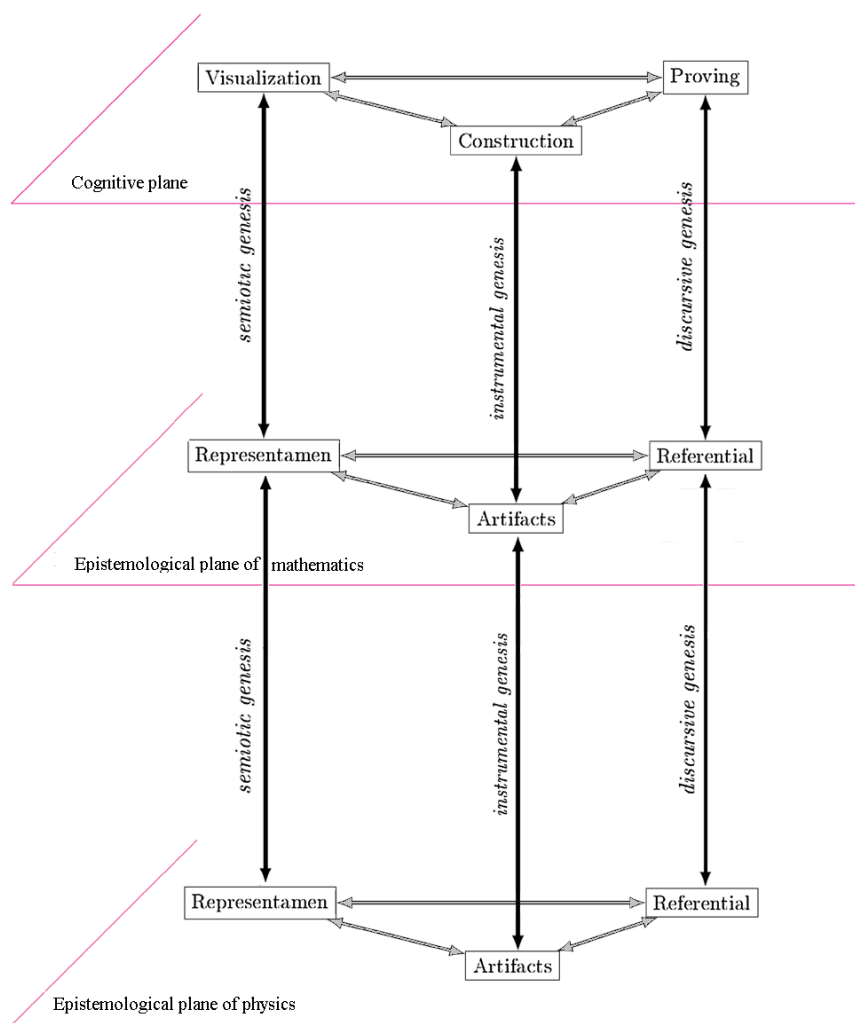 Visualization
Proving
Construction
Cognitive plane
semiotic genesis
instrumental genesis
discursive genesis
Representamen
Referential
Artifacts
Epistemological plane of mathematics
semiotic genesis
instrumental genesis
discursive genesis
Representamen
Referential
Artifacts
Epistemological plane of physics